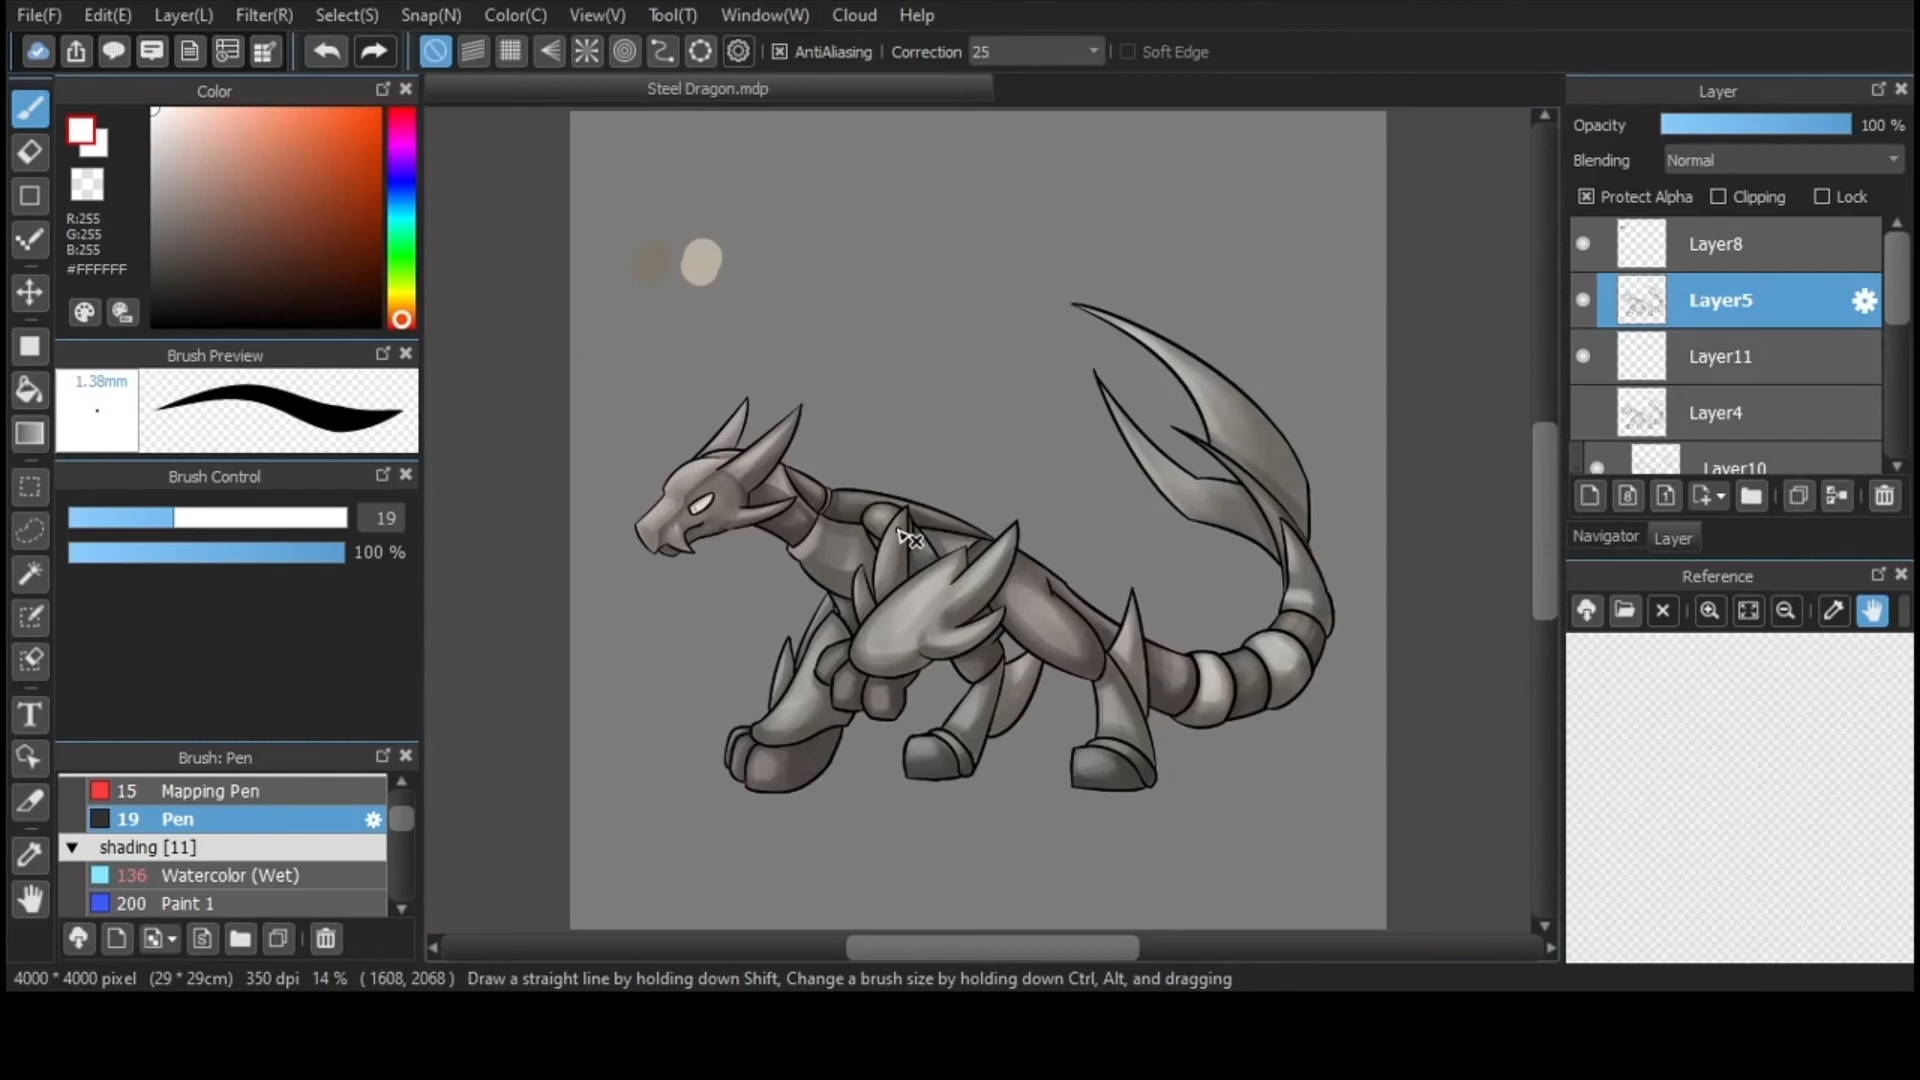 File(F) Edit(E) Layer(L) Filter(R) Select(S) Snap(N) Color(C) View(V) Tool(T) Window(W) Cloud Help
AntiAliasing Correction 25 Soft Edge
Color
Steel Dragon.mdp
R:255
G:255
B:255
#FFFFFF
Brush Preview
1.38mm
Brush Control
19
100 %
Brush: Pen
15 Mapping Pen
19 Pen
shading [11]
136 Watercolor (Wet)
200 Paint 1
Layer
Opacity 100 %
Blending Normal
Protect Alpha Clipping Lock
Layer8
Layer5
Layer11
Layer4
Layer10
Navigator Layer
Reference
4000 * 4000 pixel (29 * 29cm) 350 dpi 14 % ( 1608, 2068 ) Draw a straight line by holding down Shift, Change a brush size by holding down Ctrl, Alt, and dragging